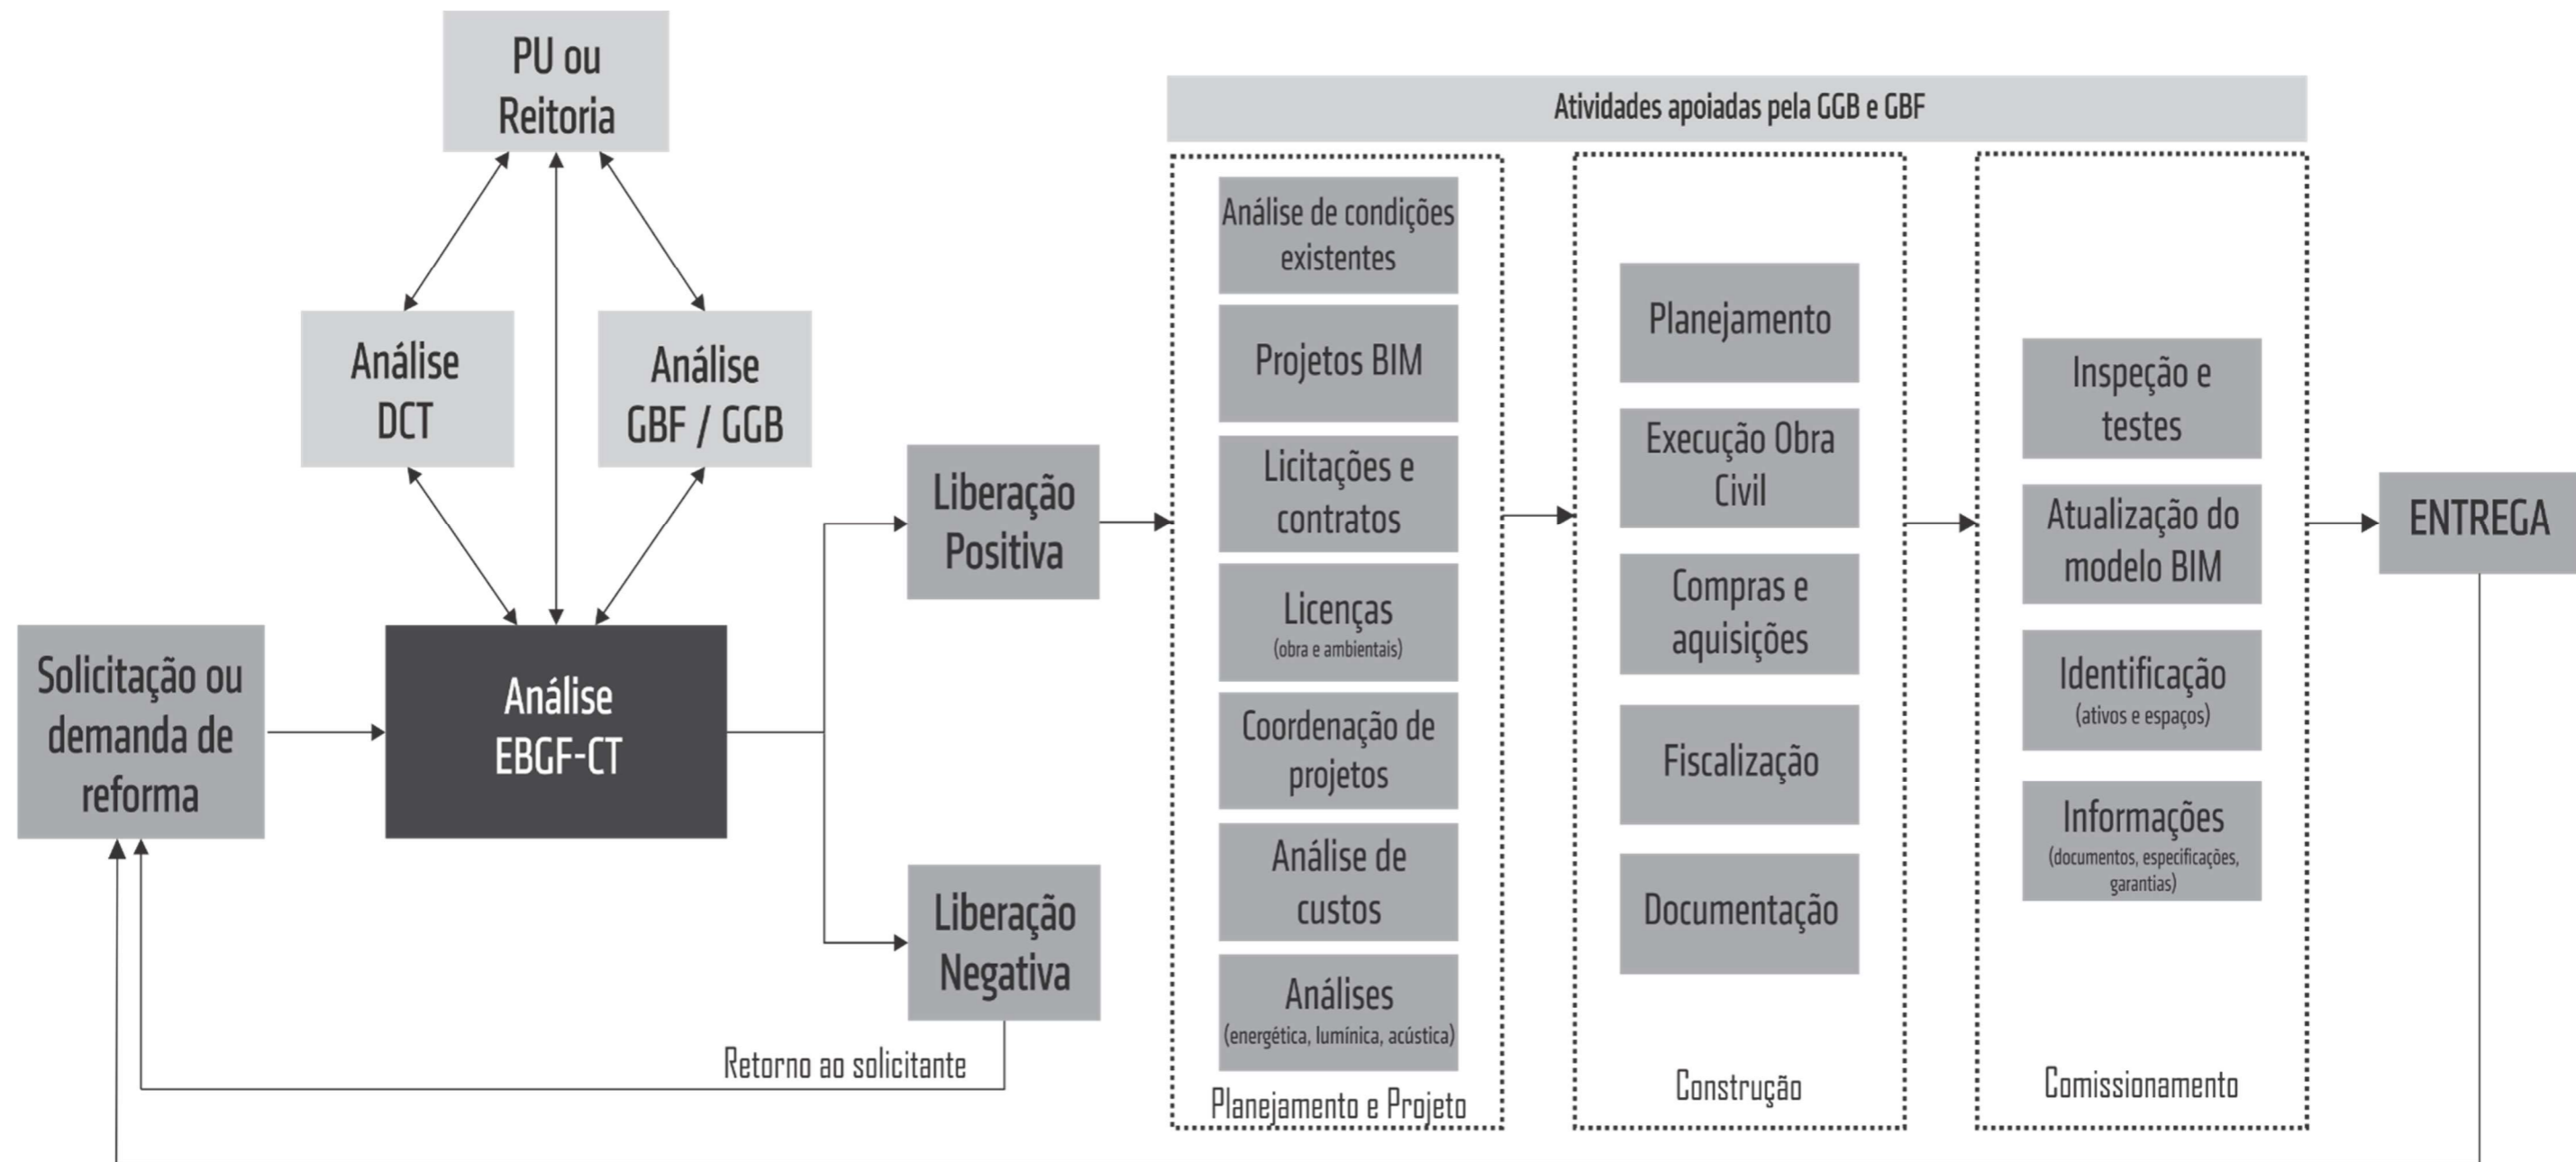 PU ou
Reitoria
Análise
DCT
Análise
GBF / GGB
Solicitação ou
demanda de
reforma
Análise
EBGF-CT
Liberação
Positiva
Liberação
Negativa
Retorno ao solicitante
Atividades apoiadas pela GGB e GBF
Análise de condições
existentes
Projetos BIM
Licitações e
contratos
Licenças
(obra e ambientais)
Coordenação de
projetos
Análise de
custos
Análises
(energética, lumínica, acústica)
Planejamento e Projeto
Planejamento
Execução Obra
Civil
Compras e
aquisições
Fiscalização
Documentação
Construção
Inspeção e
testes
Atualização do
modelo BIM
Identificação
(ativos e espaços)
Informações
(documentos, especificações,
garantias)
Comissionamento
ENTREGA